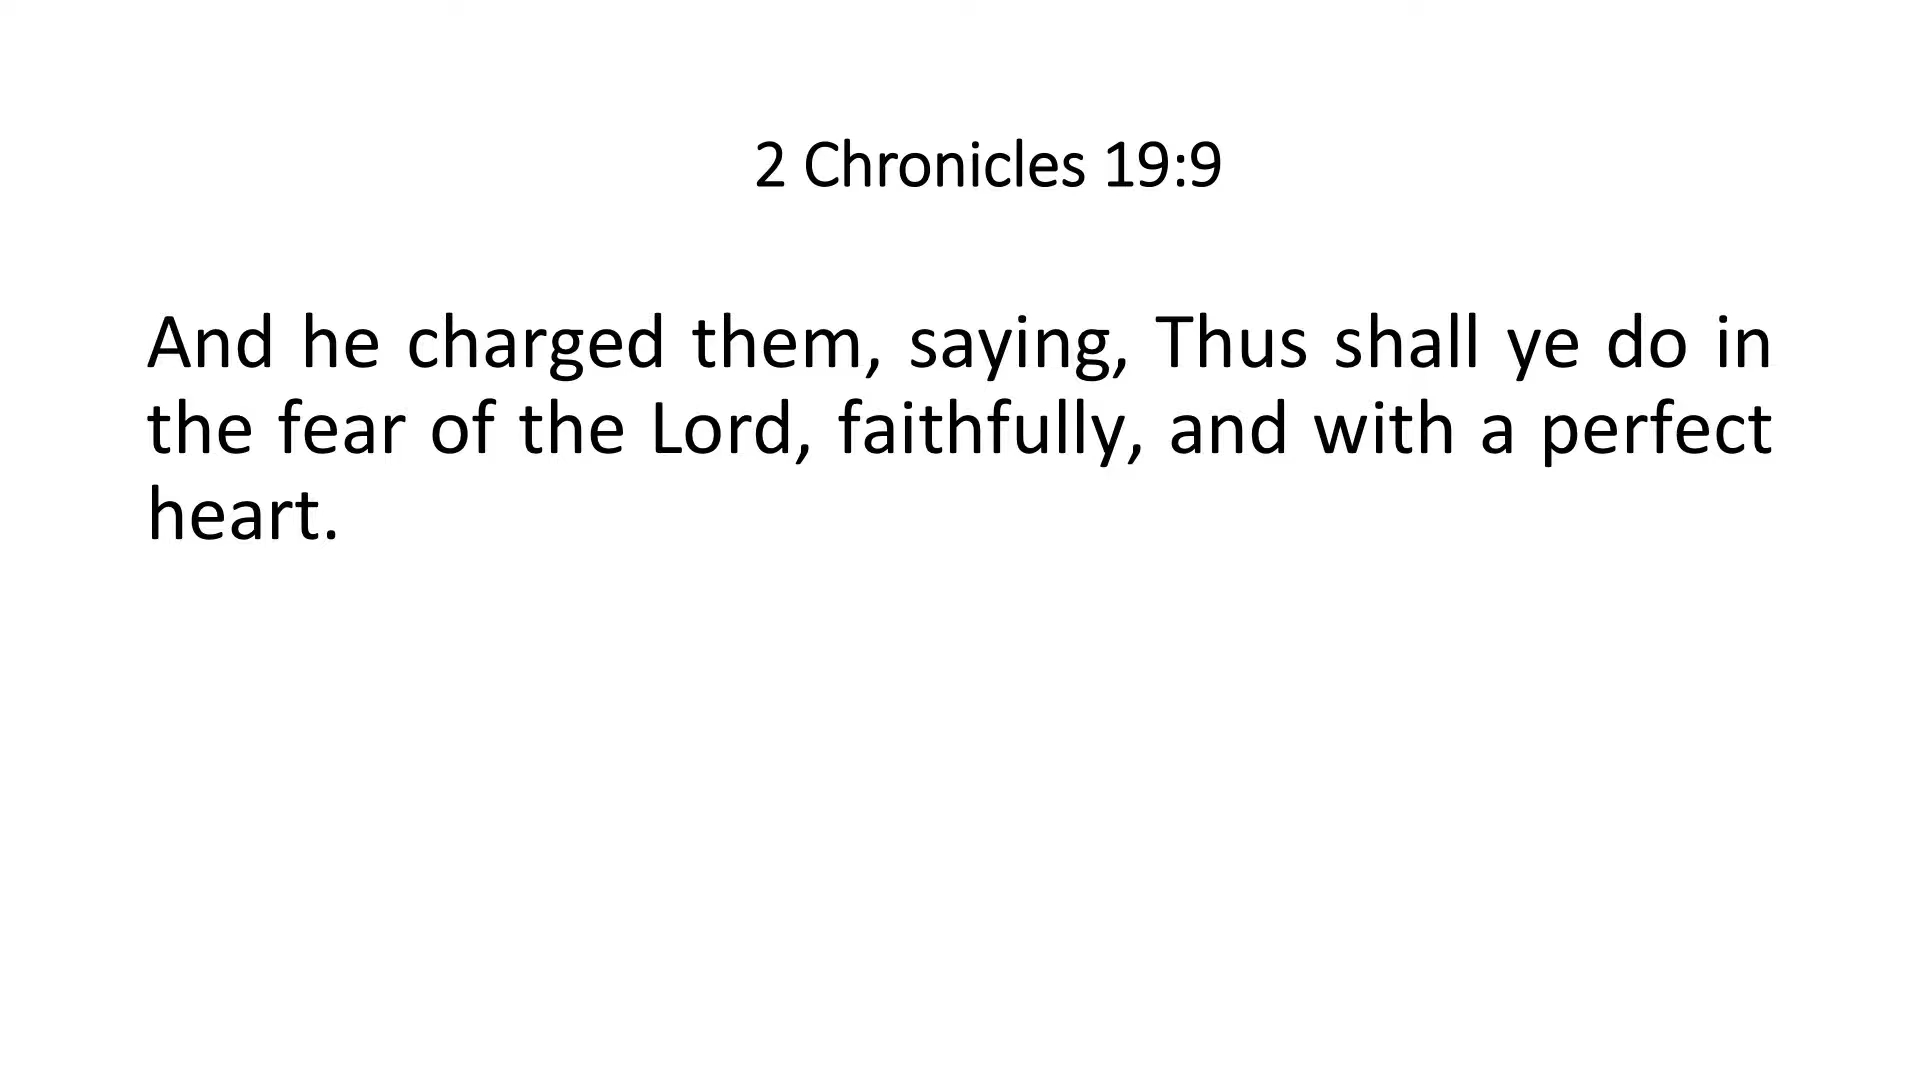 2 Chronicles 19:9
And he charged them, saying, Thus shall ye do in
the fear of the Lord, faithfully, and with a perfect
heart.